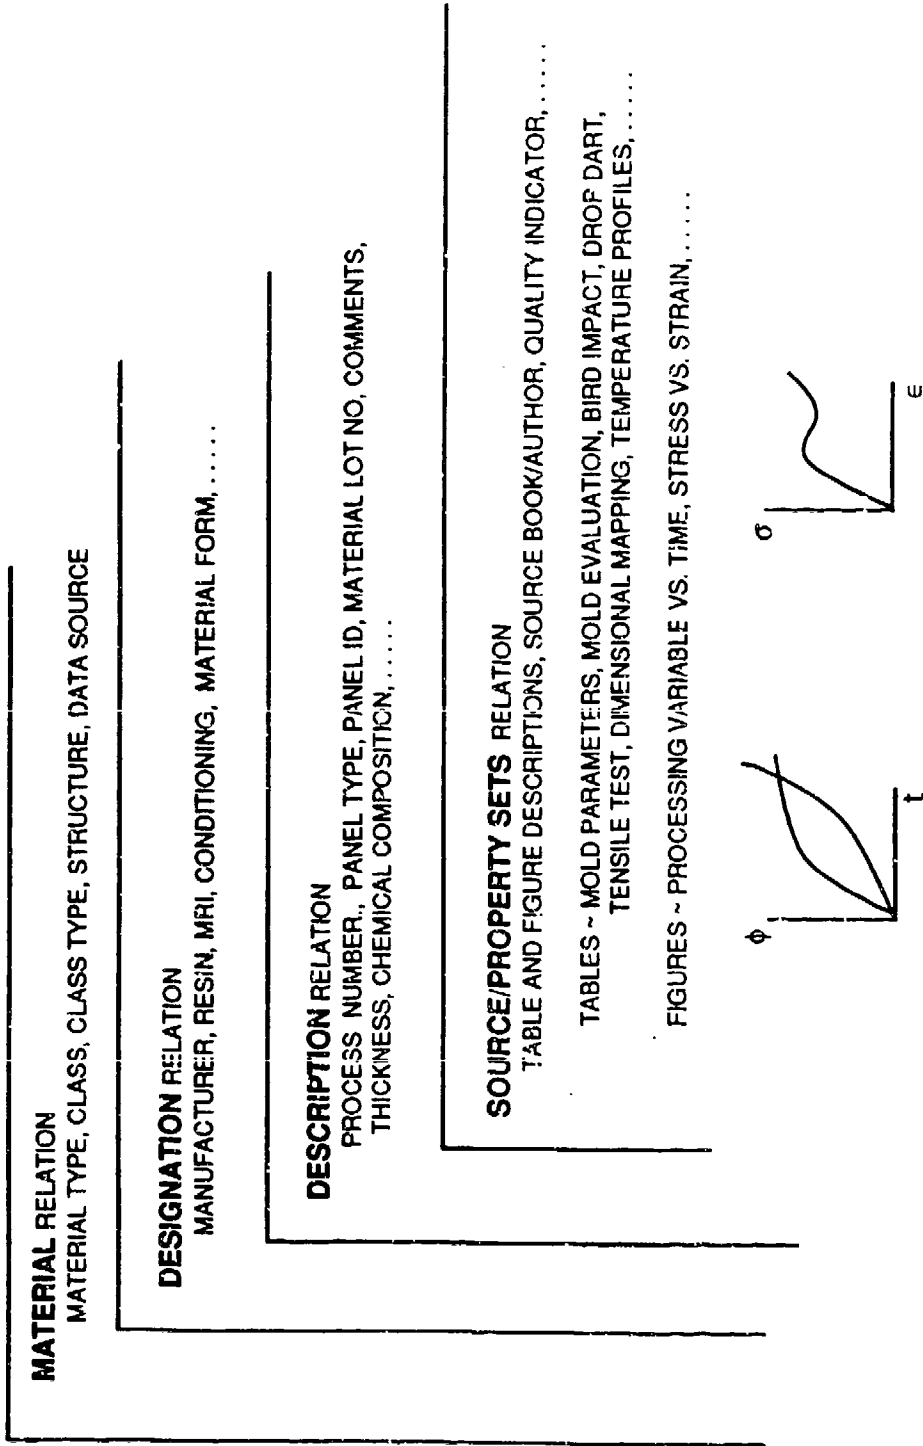 MATERIAL RELATION
MATERIAL TYPE, CLASS, CLASS TYPE, STRUCTURE, DATA SOURCE
DESIGNATION RELATION
MANUFACTURER, RESIN, MRI, CONDITIONING, MATERIAL FORM, . . . . .
DESCRIPTION RELATION
PROCESS NUMBER., PANEL TYPE, PANEL ID, MATERIAL LOT NO, COMMENTS,
THICKNESS, CHEMICAL COMPOSITION, . . . . .
SOURCE/PROPERTY SETS RELATION
TABLE AND FIGURE DESCRIPTIONS, SOURCE BOOK/AUTHOR, QUALITY INDICATOR, . . . . .
TABLES ~ MOLD PARAMETERS, MOLD EVALUATION, BIRD IMPACT, DROP DART,
TENSILE TEST, DIMENSIONAL MAPPING, TEMPERATURE PROFILES, . . . . .
FIGURES ~ PROCESSING VARIABLE VS. TIME, STRESS VS. STRAIN, . . . . .
ϕ
t
σ
ϵ